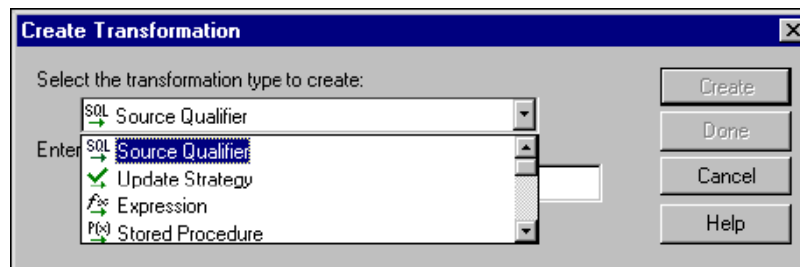 Create Transformation
Select the transformation type to create:
Create
SQL Source Qualifier
Done
Enter
SQL Source Qualifier
Update Strategy
Cancel
f(x) Expression
P(x) Stored Procedure
Help